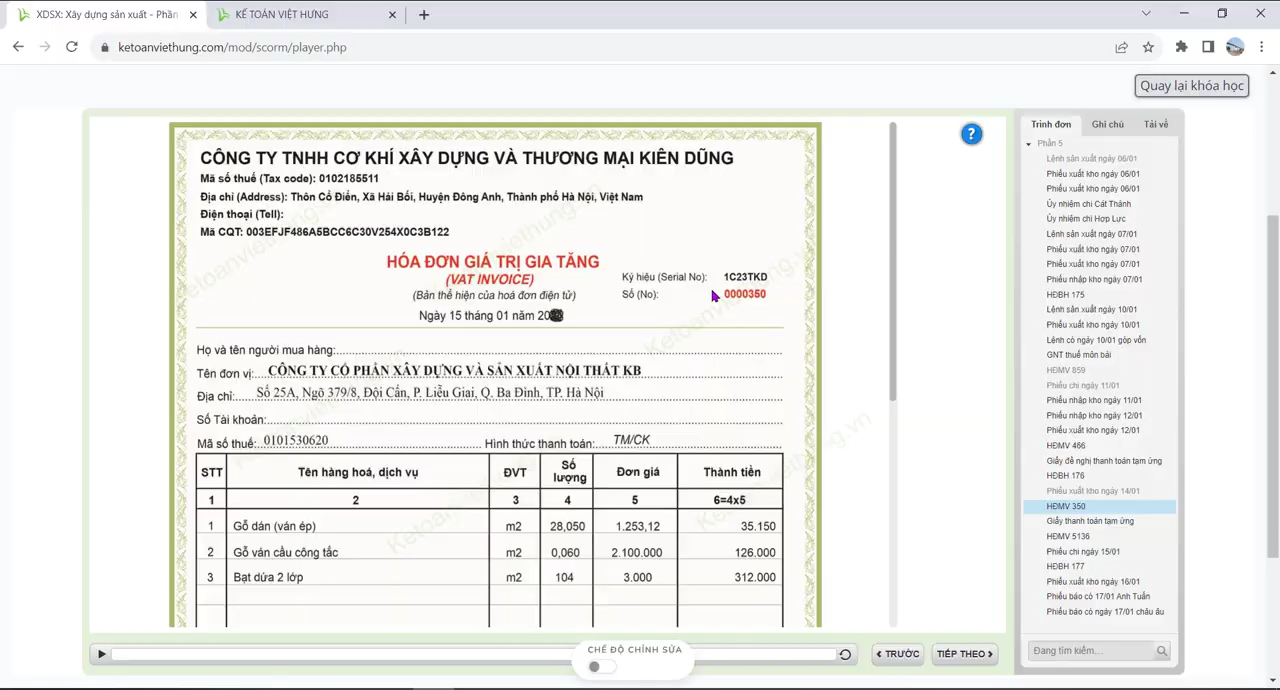 XDSX: Xây dựng sản xuất - Phần
KẾ TOÁN VIỆT HƯNG
ketoanviethung.com/mod/scorm/player.php
Quay lại khóa học
CÔNG TY TNHH CƠ KHÍ XÂY DỰNG VÀ THƯƠNG MẠI KIÊN DŨNG
Mã số thuế (Tax code): 0102185511
Địa chỉ (Address): Thôn Cổ Điển, Xã Hải Bối, Huyện Đông Anh, Thành phố Hà Nội, Việt Nam
Điện thoại (Tell):
Mã CQT: 003EFJF486A5BCC6C30V254X0C3B122
HÓA ĐƠN GIÁ TRỊ GIA TĂNG
(VAT INVOICE)
(Bản thể hiện của hoá đơn điện tử)
Ngày 15 tháng 01 năm 20
Ký hiệu (Serial No): 1C23TKD
Số (No): 0000350
Họ và tên người mua hàng:
Tên đơn vị: CÔNG TY CỔ PHẦN XÂY DỰNG VÀ SẢN XUẤT NỘI THẤT KB
Địa chỉ: Số 25A, Ngõ 379/8, Đội Cấn, P. Liễu Giai, Q. Ba Đình, TP. Hà Nội
Số Tài khoản:
Mã số thuế: 0101530620 Hình thức thanh toán: TM/CK
STT Tên hàng hoá, dịch vụ ĐVT Số lượng Đơn giá Thành tiền
1 2 3 4 5 6=4x5
1 Gỗ dán (ván ép) m2 28,050 1.253,12 35.150
2 Gỗ ván cầu công tắc m2 0,060 2.100.000 126.000
3 Bạt dứa 2 lớp m2 104 3.000 312.000
CHẾ ĐỘ CHỈNH SỬA
TRƯỚC
TIẾP THEO
Trình đơn Ghi chú Tải về
Phần 5
Lệnh sản xuất ngày 06/01
Phiếu xuất kho ngày 06/01
Phiếu xuất kho ngày 06/01
Ủy nhiệm chi Cát Thành
Ủy nhiệm chi Hợp Lực
Lệnh sản xuất ngày 07/01
Phiếu xuất kho ngày 07/01
Phiếu xuất kho ngày 07/01
Phiếu nhập kho ngày 07/01
HĐBH 175
Lệnh sản xuất ngày 10/01
Phiếu xuất kho ngày 10/01
Lệnh có ngày 10/01 góp vốn
GNT thuế môn bài
HĐMV 859
Phiếu chi ngày 11/01
Phiếu nhập kho ngày 11/01
Phiếu nhập kho ngày 12/01
Phiếu xuất kho ngày 12/01
HĐMV 466
Giấy đề nghị thanh toán tạm ứng
HĐBH 176
Phiếu xuất kho ngày 14/01
HĐMV 350
Giấy thanh toán tạm ứng
HĐMV 5136
Phiếu chi ngày 15/01
HĐBH 177
Phiếu xuất kho ngày 16/01
Phiếu báo có 17/01 Anh Tuấn
Phiếu báo có ngày 17/01 châu âu
Đang tìm kiếm....